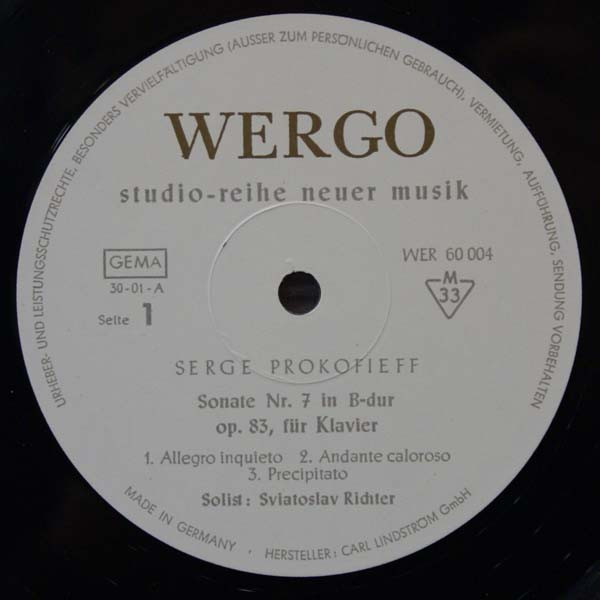 URHEBER- UND LEISTUNGSSCHUTZRECHTE, BESONDERS VERVIELFÄLTIGUNG (AUSSER ZUM PERSÖNLICHEN GEBRAUCH), VERMIETUNG, AUFFÜHRUNG, SENDUNG VORBEHALTEN
WERGO
studio-reihe neuer musik
GEMA
WER 60 004
30-01-A
M
33
Seite 1
SERGE PROKOFIEFF
Sonate Nr. 7 in B-dur
op. 83, für Klavier
1. Allegro inquieto 2. Andante caloroso
3. Precipitato
Solist: Sviatoslav Richter
MADE IN GERMANY · HERSTELLER: CARL LINDSTRÖM GmbH